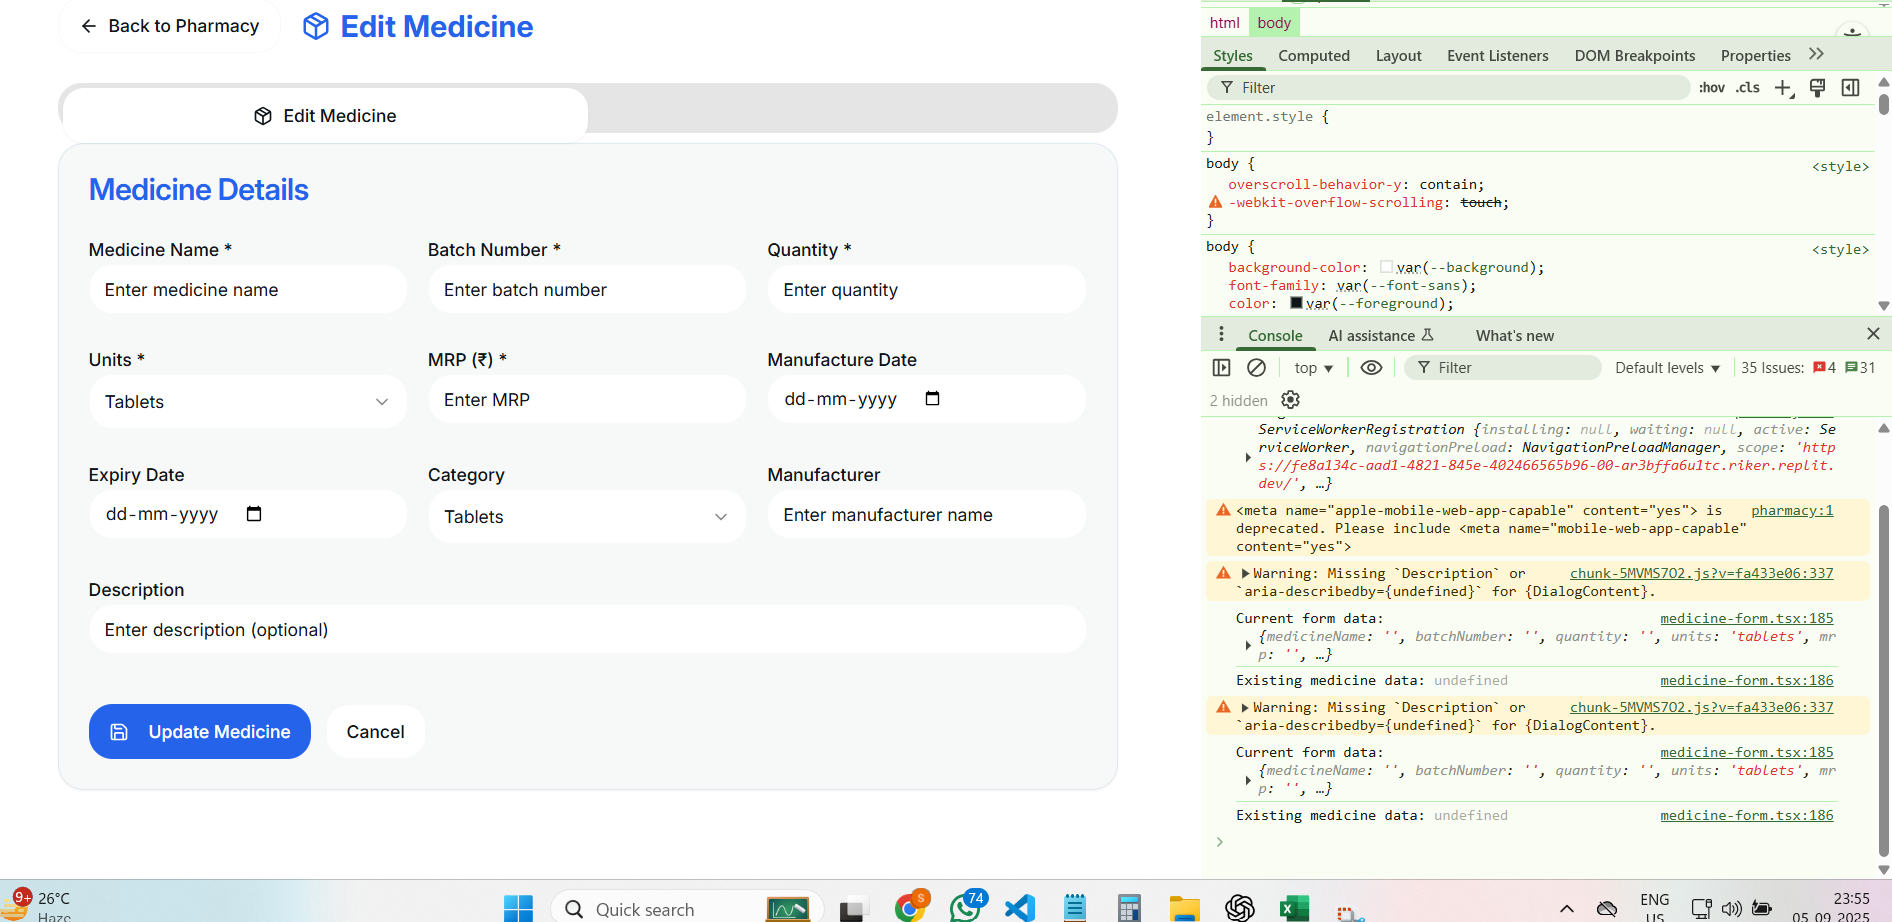 Back to Pharmacy
Edit Medicine
Edit Medicine
Medicine Details
Medicine Name *
Batch Number *
Quantity *
Enter medicine name
Enter batch number
Enter quantity
Units *
MRP (₹) *
Manufacture Date
Tablets
Enter MRP
dd-mm-yyyy
Expiry Date
Category
Manufacturer
dd-mm-yyyy
Tablets
Enter manufacturer name
Description
Enter description (optional)
Update Medicine
Cancel
html body
Styles Computed Layout Event Listeners DOM Breakpoints Properties
Filter :hov .cls
element.style {
}
body { <style>
overscroll-behavior-y: contain;
-webkit-overflow-scrolling: touch;
}
body { <style>
background-color: var(--background);
font-family: var(--font-sans);
color: var(--foreground);
Console AI assistance What's new
top Filter Default levels 35 Issues: 4 31
2 hidden
ServiceWorkerRegistration {installing: null, waiting: null, active: Se
rviceWorker, navigationPreload: NavigationPreloadManager, scope: 'http
s://fe8a134c-aad1-4821-845e-402466565b96-00-ar3bffa6u1tc.riker.replit.
dev/', …}
<meta name="apple-mobile-web-app-capable" content="yes"> is pharmacy:1
deprecated. Please include <meta name="mobile-web-app-capable"
content="yes">
Warning: Missing `Description` or chunk-5MVMS7O2.js?v=fa433e06:337
`aria-describedby={undefined}` for {DialogContent}.
Current form data: medicine-form.tsx:185
{medicineName: '', batchNumber: '', quantity: '', units: 'tablets', mr
p: '', …}
Existing medicine data: undefined medicine-form.tsx:186
Warning: Missing `Description` or chunk-5MVMS7O2.js?v=fa433e06:337
`aria-describedby={undefined}` for {DialogContent}.
Current form data: medicine-form.tsx:185
{medicineName: '', batchNumber: '', quantity: '', units: 'tablets', mr
p: '', …}
Existing medicine data: undefined medicine-form.tsx:186
9+ 26°C
Haze
Quick search
S
74
ENG
US
23:55
05-09-2025